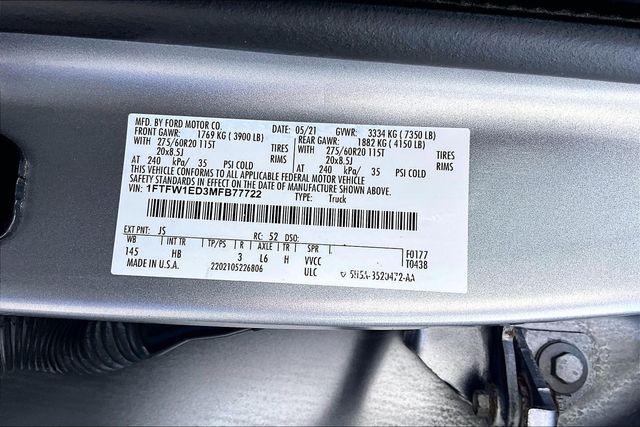 MFD. BY FORD MOTOR CO. DATE: 05/21 GVWR: 3334 KG ( 7350 LB)
FRONT GAWR: 1769 KG ( 3900 LB) REAR GAWR: 1882 KG ( 4150 LB)
WITH 275/60R20 115T TIRES WITH 275/60R20 115T TIRES
20x8.5J RIMS 20x8.5J RIMS
AT 240 kPa/ 35 PSI COLD AT 240 kPa/ 35 PSI COLD
THIS VEHICLE CONFORMS TO ALL APPLICABLE FEDERAL MOTOR VEHICLE
SAFETY STANDARDS IN EFFECT ON THE DATE OF MANUFACTURE SHOWN ABOVE.
VIN: 1FTFW1ED3MFB77722 TYPE: Truck
EXT PNT: JS RC: 52 DSO:
WB INT TR TP/PS R AXLE TR SPR F0177
145 HB 3 L6 H VVCC T0438
MADE IN U.S.A. 2202105226806 ULC